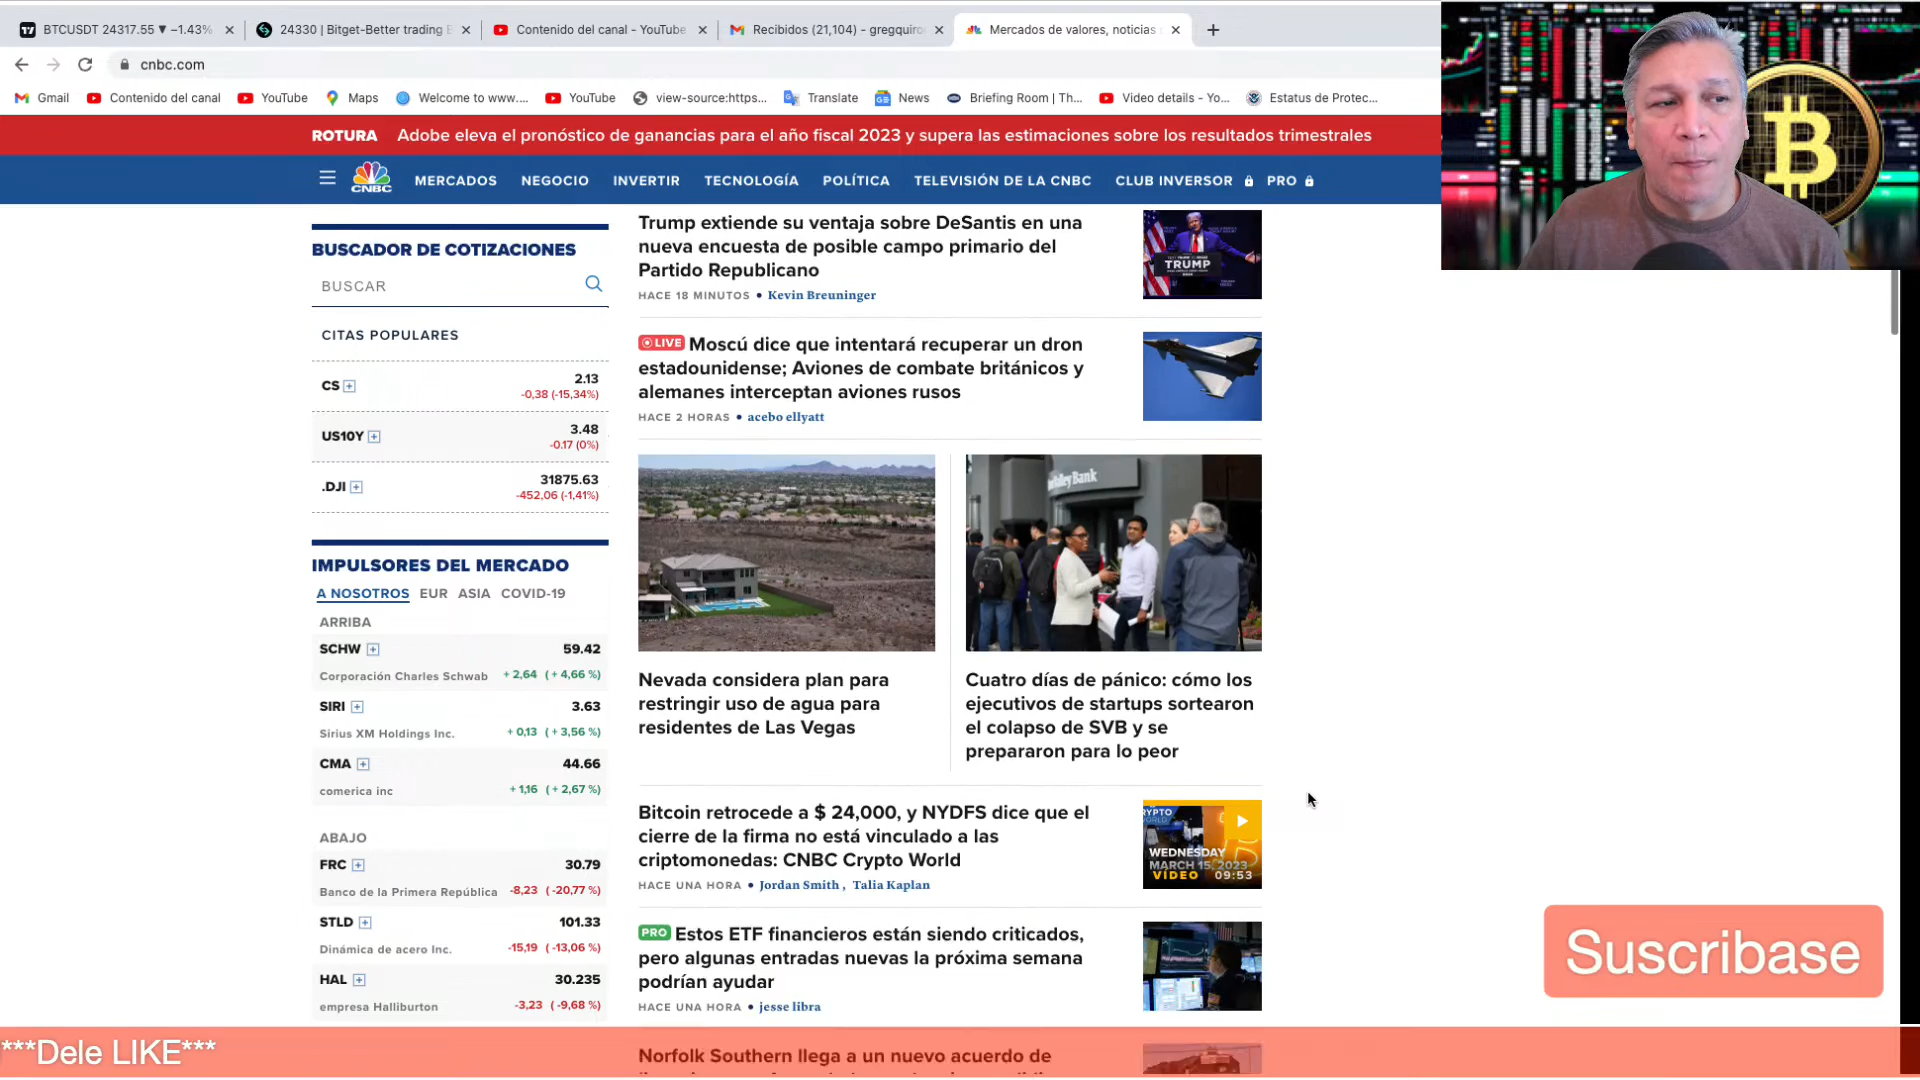 BTCUSDT 24317.55 ▼ −1.43%
24330 | Bitget-Better trading
Contenido del canal - YouTube
Recibidos (21,104) - gregquiro
Mercados de valores, noticias
cnbc.com
Gmail
Contenido del canal
YouTube
Maps
Welcome to www....
YouTube
view-source:https...
Translate
News
Briefing Room | Th...
Video details - Yo...
Estatus de Protec...
ROTURA Adobe eleva el pronóstico de ganancias para el año fiscal 2023 y supera las estimaciones sobre los resultados trimestrales
CNBC
MERCADOS NEGOCIO INVERTIR TECNOLOGÍA POLÍTICA TELEVISIÓN DE LA CNBC CLUB INVERSOR PRO
BUSCADOR DE COTIZACIONES
BUSCAR
CITAS POPULARES
CS 2.13
-0,38 (-15,34%)
US10Y 3.48
-0.17 (0%)
.DJI 31875.63
-452,06 (-1,41%)
IMPULSORES DEL MERCADO
A NOSOTROS EUR ASIA COVID-19
ARRIBA
SCHW 59.42
Corporación Charles Schwab + 2,64 ( + 4,66 %)
SIRI 3.63
Sirius XM Holdings Inc. + 0,13 ( + 3,56 %)
CMA 44.66
comerica inc + 1,16 ( + 2,67 %)
ABAJO
FRC 30.79
Banco de la Primera República -8,23 ( -20,77 %)
STLD 101.33
Dinámica de acero Inc. -15,19 ( -13,06 %)
HAL 30.235
empresa Halliburton -3,23 ( -9,68 %)
Trump extiende su ventaja sobre DeSantis en una
nueva encuesta de posible campo primario del
Partido Republicano
HACE 18 MINUTOS • Kevin Breuninger
TRUMP
LIVE Moscú dice que intentará recuperar un dron
estadounidense; Aviones de combate británicos y
alemanes interceptan aviones rusos
HACE 2 HORAS • acebo ellyatt
Valley Bank
Nevada considera plan para
restringir uso de agua para
residentes de Las Vegas
Cuatro días de pánico: cómo los
ejecutivos de startups sortearon
el colapso de SVB y se
prepararon para lo peor
Bitcoin retrocede a $ 24,000, y NYDFS dice que el
cierre de la firma no está vinculado a las
criptomonedas: CNBC Crypto World
HACE UNA HORA • Jordan Smith , Talia Kaplan
WEDNESDAY
MARCH 15, 2023
VÍDEO 09:53
PRO Estos ETF financieros están siendo criticados,
pero algunas entradas nuevas la próxima semana
podrían ayudar
HACE UNA HORA • jesse libra
Norfolk Southern llega a un nuevo acuerdo de
Suscribase
***Dele LIKE***